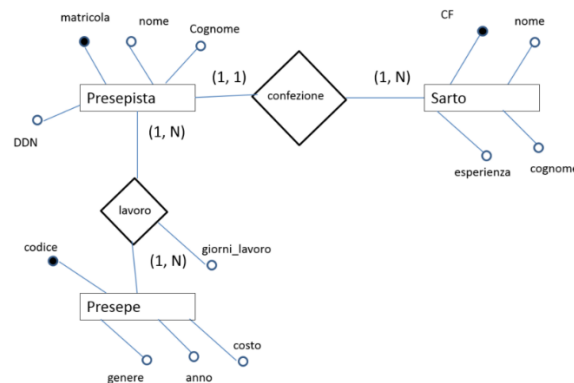 matricola
nome
Cognome
CF
nome
(1, 1)
(1, N)
confezione
Presepista
Sarto
DDN
(1, N)
esperienza
cognome
lavoro
giorni_lavoro
codice
(1, N)
Presepe
costo
genere
anno